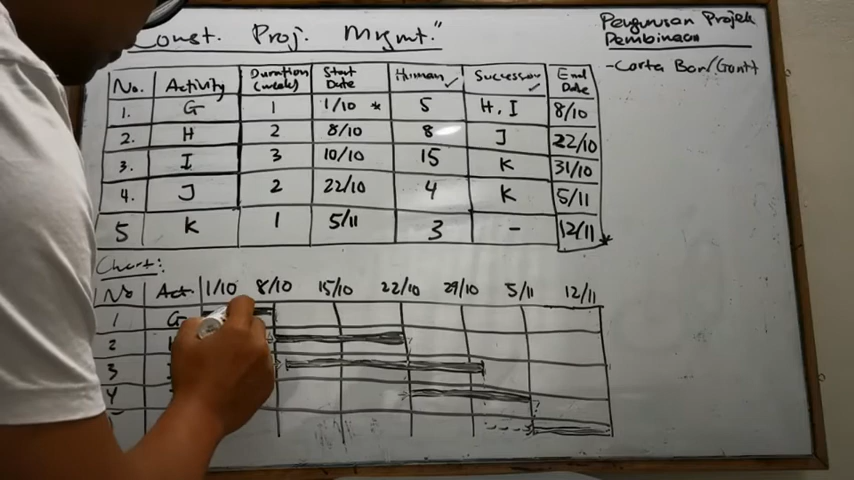 Const. Proj. Mgmt."
Pengurusan Projek
Pembinaan
- Carta Bar/Gantt
No. Activity Duration (week) Start Date Human ✓ Succession ✓ End Date
1. G 1 1/10 * 5 H, I 8/10
2. H 2 8/10 8 J 22/10
3. I 3 10/10 15 K 31/10
4. J 2 22/10 4 K 5/11
5 K 1 5/11 3 - 12/11 *
Chart:
No Act. 1/10 8/10 15/10 22/10 29/10 5/11 12/11
1 G
2
3
4